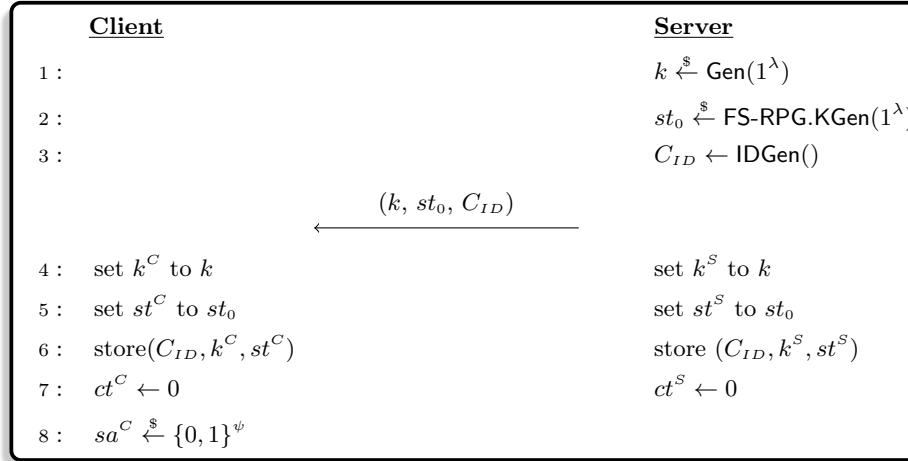 Client Server
1 : k $← Gen(1^λ)
2 : st_0 $← FS-RPG.KGen(1^λ)
3 : C_ID ← IDGen()
(k, st_0, C_ID)
4 : set k^C to k set k^S to k
5 : set st^C to st_0 set st^S to st_0
6 : store(C_ID, k^C, st^C) store (C_ID, k^S, st^S)
7 : ct^C ← 0 ct^S ← 0
8 : sa^C $← {0, 1}^ψ